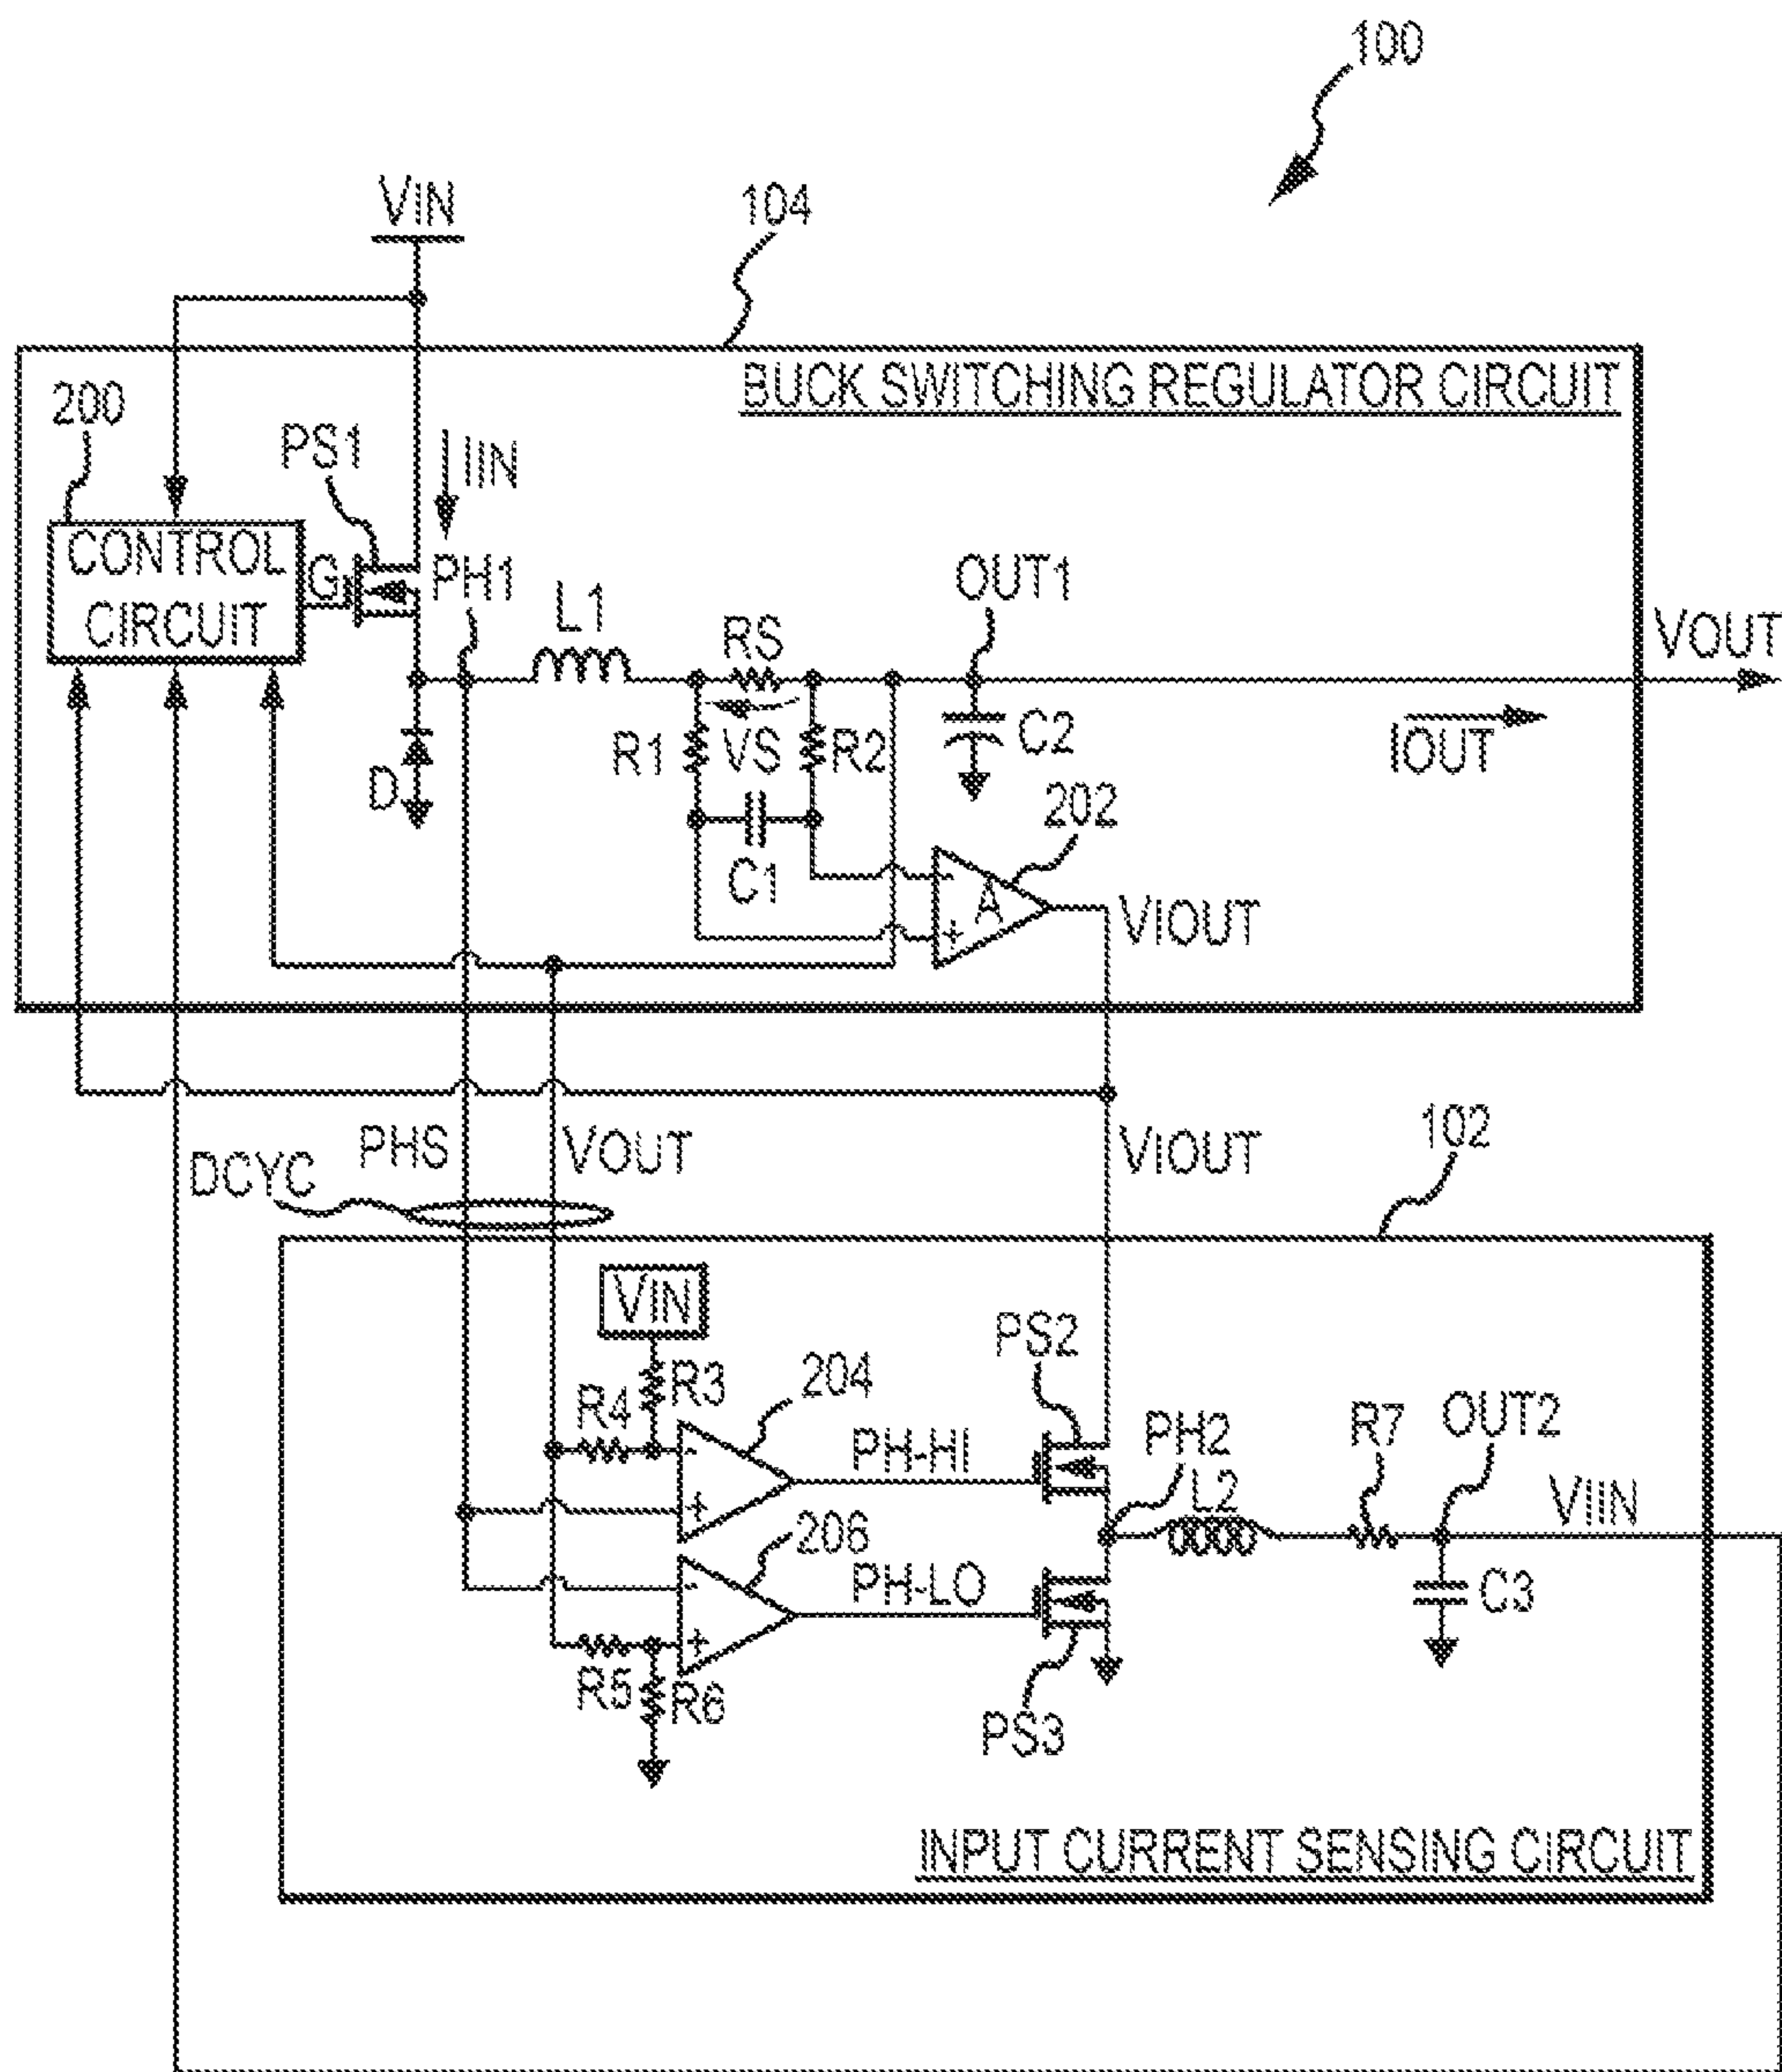 100
VIN
104
BUCK SWITCHING REGULATOR CIRCUIT
200
PS1
IIN
CONTROL
CIRCUIT
G
PH1
L1
RS
OUT1
VOUT
R1
VS
R2
C2
IOUT
D
C1
202
-
A
+
VIOUT
PHS
VOUT
VIOUT
102
DCYC
VIN
R3
R4
204
PS2
-
+
PH-HI
PH2
L2
R7
OUT2
VIIN
206
PH-LO
-
+
C3
R5
R6
PS3
INPUT CURRENT SENSING CIRCUIT